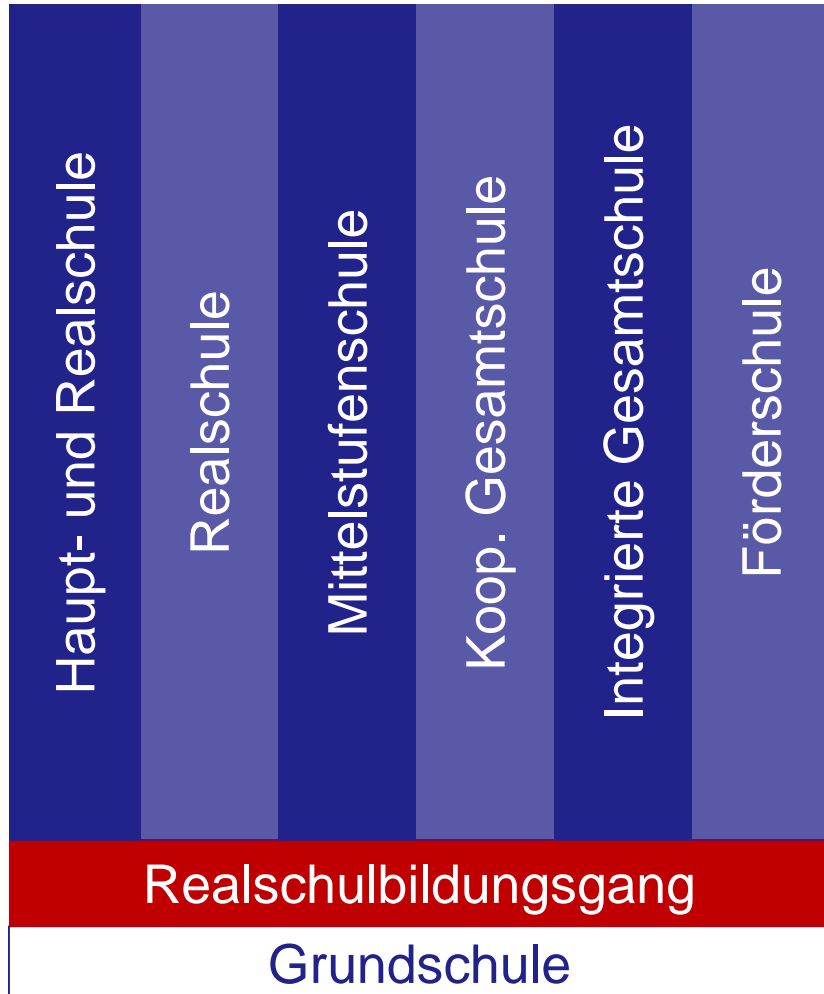 Haupt- und Realschule
Realschule
Mittelstufenschule
Koop. Gesamtschule
Integrierte Gesamtschule
Förderschule
Realschulbildungsgang
Grundschule